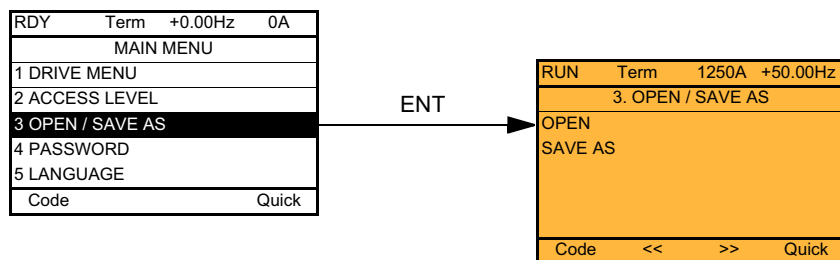 RDY Term +0.00Hz 0A
MAIN MENU
1 DRIVE MENU
2 ACCESS LEVEL
3 OPEN / SAVE AS
4 PASSWORD
5 LANGUAGE
Code Quick
ENT
RUN Term 1250A +50.00Hz
3. OPEN / SAVE AS
OPEN
SAVE AS
Code << >> Quick